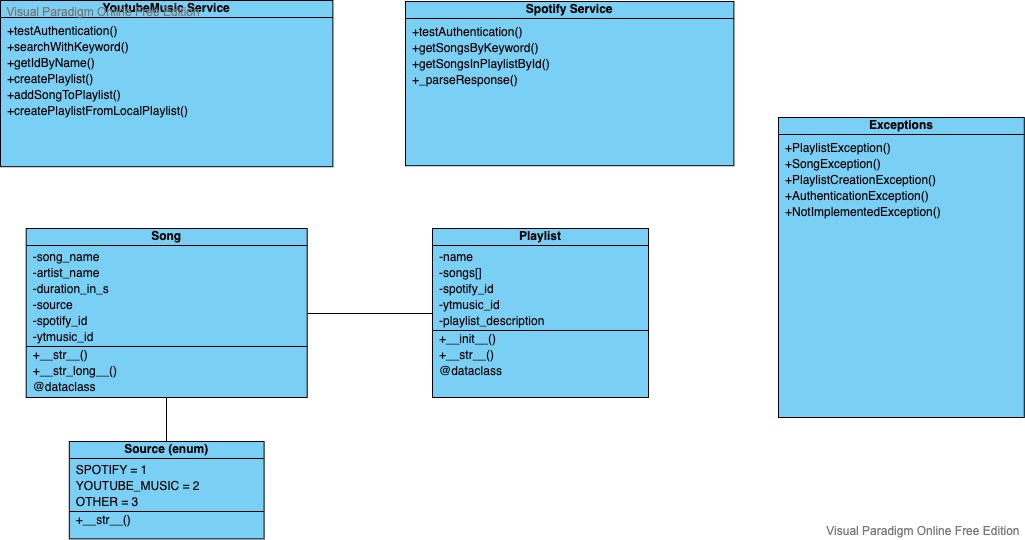 Visual Paradigm Online Free Edition
YoutubeMusic Service
+testAuthentication()
+searchWithKeyword()
+getIdByName()
+createPlaylist()
+addSongToPlaylist()
+createPlaylistFromLocalPlaylist()
Spotify Service
+testAuthentication()
+getSongsByKeyword()
+getSongsInPlaylistById()
+_parseResponse()
Exceptions
+PlaylistException()
+SongException()
+PlaylistCreationException()
+AuthenticationException()
+NotImplementedException()
Song
-song_name
-artist_name
-duration_in_s
-source
-spotify_id
-ytmusic_id
+__str__()
+__str_long__()
@dataclass
Playlist
-name
-songs[]
-spotify_id
-ytmusic_id
-playlist_description
+__init__()
+__str__()
@dataclass
Source (enum)
SPOTIFY = 1
YOUTUBE_MUSIC = 2
OTHER = 3
+__str__()
Visual Paradigm Online Free Edition